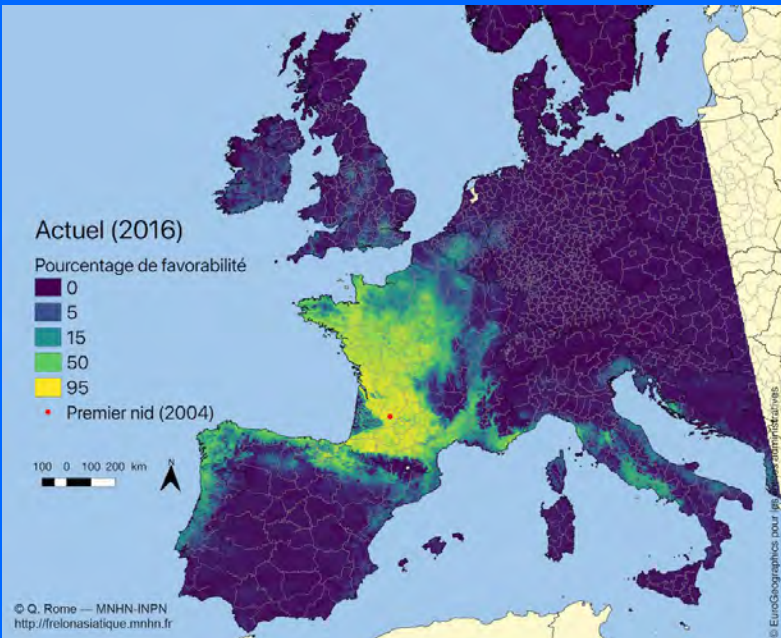 Actuel (2016)
Pourcentage de favorabilité
0
5
15
50
95
Premier nid (2004)
100 0 100 200 km
N
© Q. Rome — MNHN-INPN
http://frelonasiatique.mnhn.fr
EuroGeographics pour les administratives